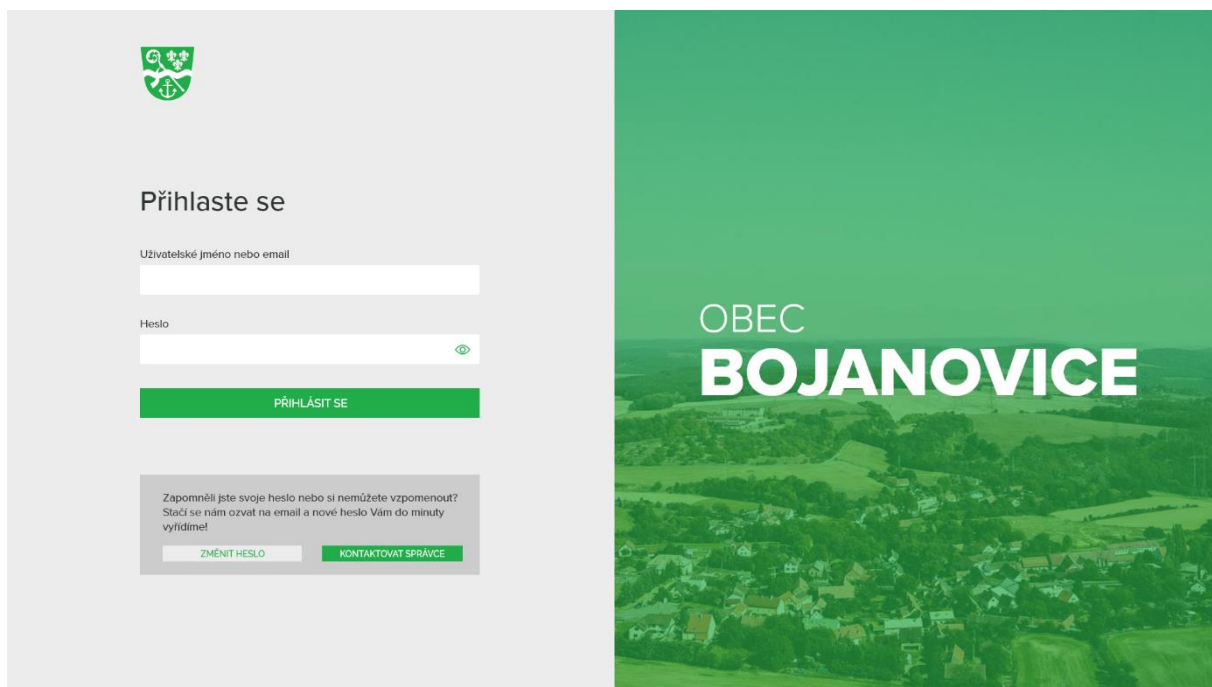 Přihlaste se
Uživatelské jméno nebo email
Heslo
PŘIHLÁSIT SE
Zapomněli jste svoje heslo nebo si nemůžete vzpomenout?
Stačí se nám ozvat na email a nové heslo Vám do minuty
vyřídíme!
ZMĚNIT HESLO
KONTAKTOVAT SPRÁVCE
OBEC
BOJANOVICE